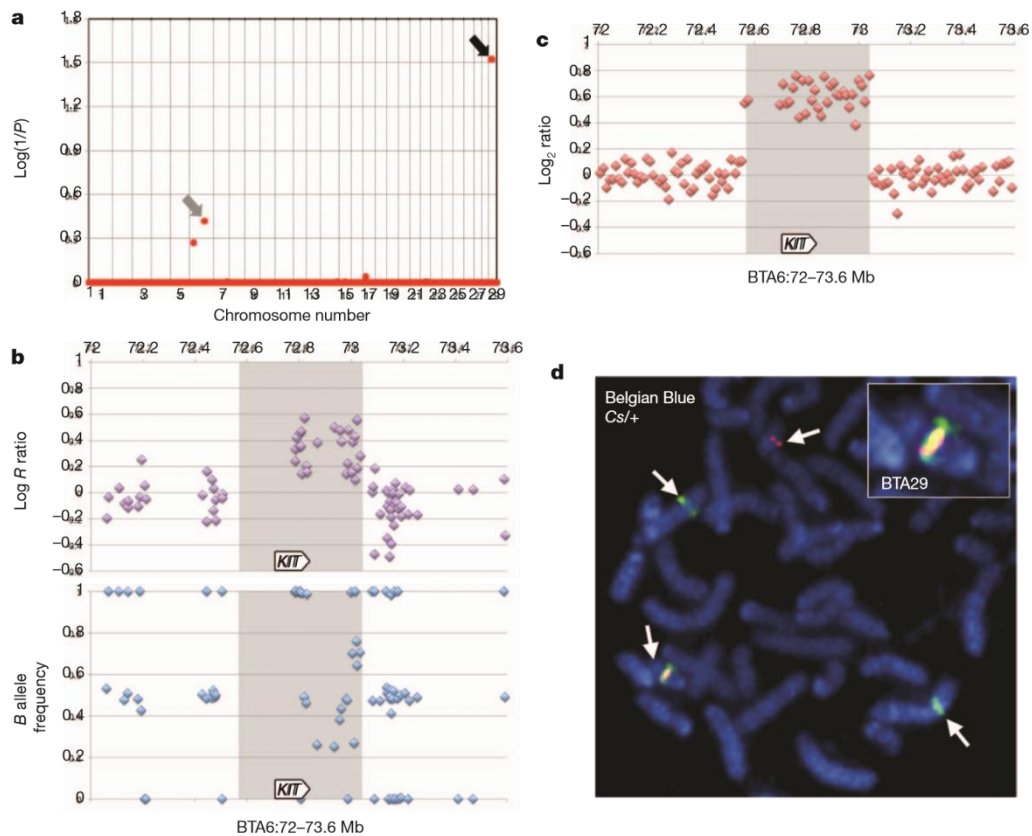 a
1.8
1.5
1.2
0.9
0.6
0.3
0
Log(1/P)
1 3 5 7 9 11 13 15 17 19 21 23 25 27 29
Chromosome number
b
72 72.2 72.4 72.6 72.8 73 73.2 73.4 73.6
1
0.8
0.6
0.4
0.2
0
−0.2
−0.4
−0.6
Log R ratio
KIT
1
0.8
0.6
0.4
0.2
0
B allele
frequency
KIT
BTA6:72–73.6 Mb
c
72 72.2 72.4 72.6 72.8 73 73.2 73.4 73.6
1
0.8
0.6
0.4
0.2
0
−0.2
−0.4
−0.6
Log2 ratio
KIT
BTA6:72–73.6 Mb
d
Belgian Blue
Cs/+
BTA29